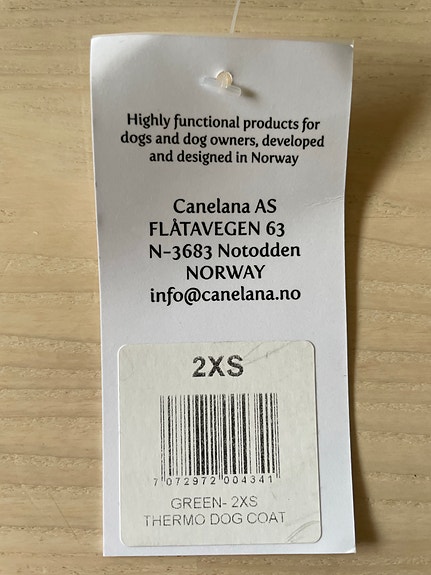 Highly functional products for
dogs and dog owners, developed
and designed in Norway
Canelana AS
FLÅTAVEGEN 63
N-3683 Notodden
NORWAY
info@canelana.no
2XS
7 072972 004341
GREEN- 2XS
THERMO DOG COAT